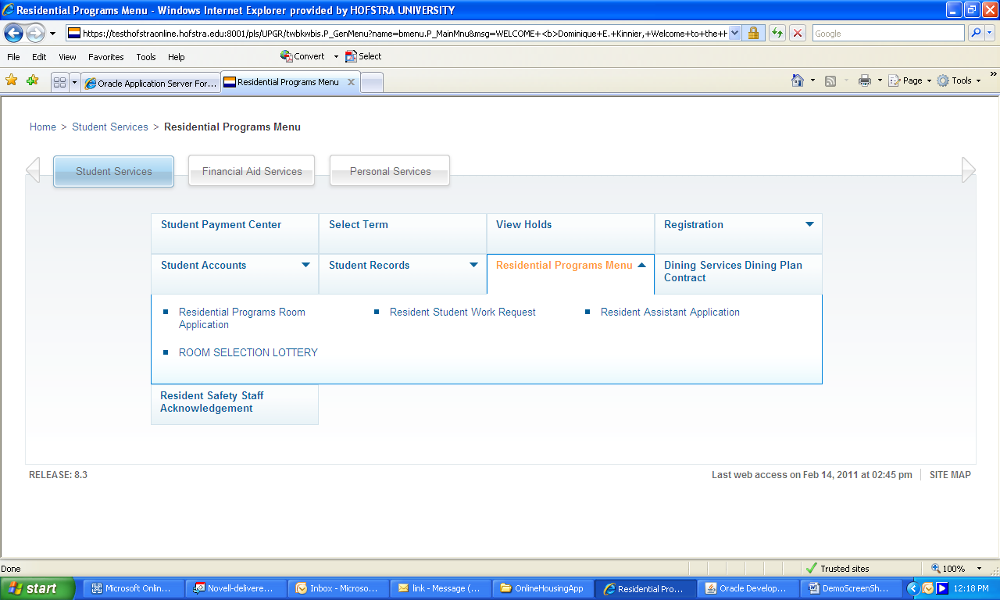 Residential Programs Menu - Windows Internet Explorer provided by HOFSTRA UNIVERSITY
https://testhofstraonline.hofstra.edu:8001/pls/UPGR/twbkwbis.P_GenMenu?name=bmenu.P_MainMnu&msg=WELCOME+<b>Dominique+E.+Kinnier,+Welcome+to+the+H
Google
File Edit View Favorites Tools Help Convert Select
Oracle Application Server For... Residential Programs Menu Page Tools »
Home > Student Services > Residential Programs Menu
Student Services Financial Aid Services Personal Services
Student Payment Center Select Term View Holds Registration
Student Accounts Student Records Residential Programs Menu Dining Services Dining Plan
Contract
Residential Programs Room Resident Student Work Request Resident Assistant Application
Application
ROOM SELECTION LOTTERY
Resident Safety Staff
Acknowledgement
RELEASE: 8.3 Last web access on Feb 14, 2011 at 02:45 pm SITE MAP
Done Trusted sites 100%
start Microsoft Onlin... Novell-delivere... Inbox - Microso... link - Message (... OnlineHousingApp Residential Pro... Oracle Develop... DemoScreenSh... 12:18 PM